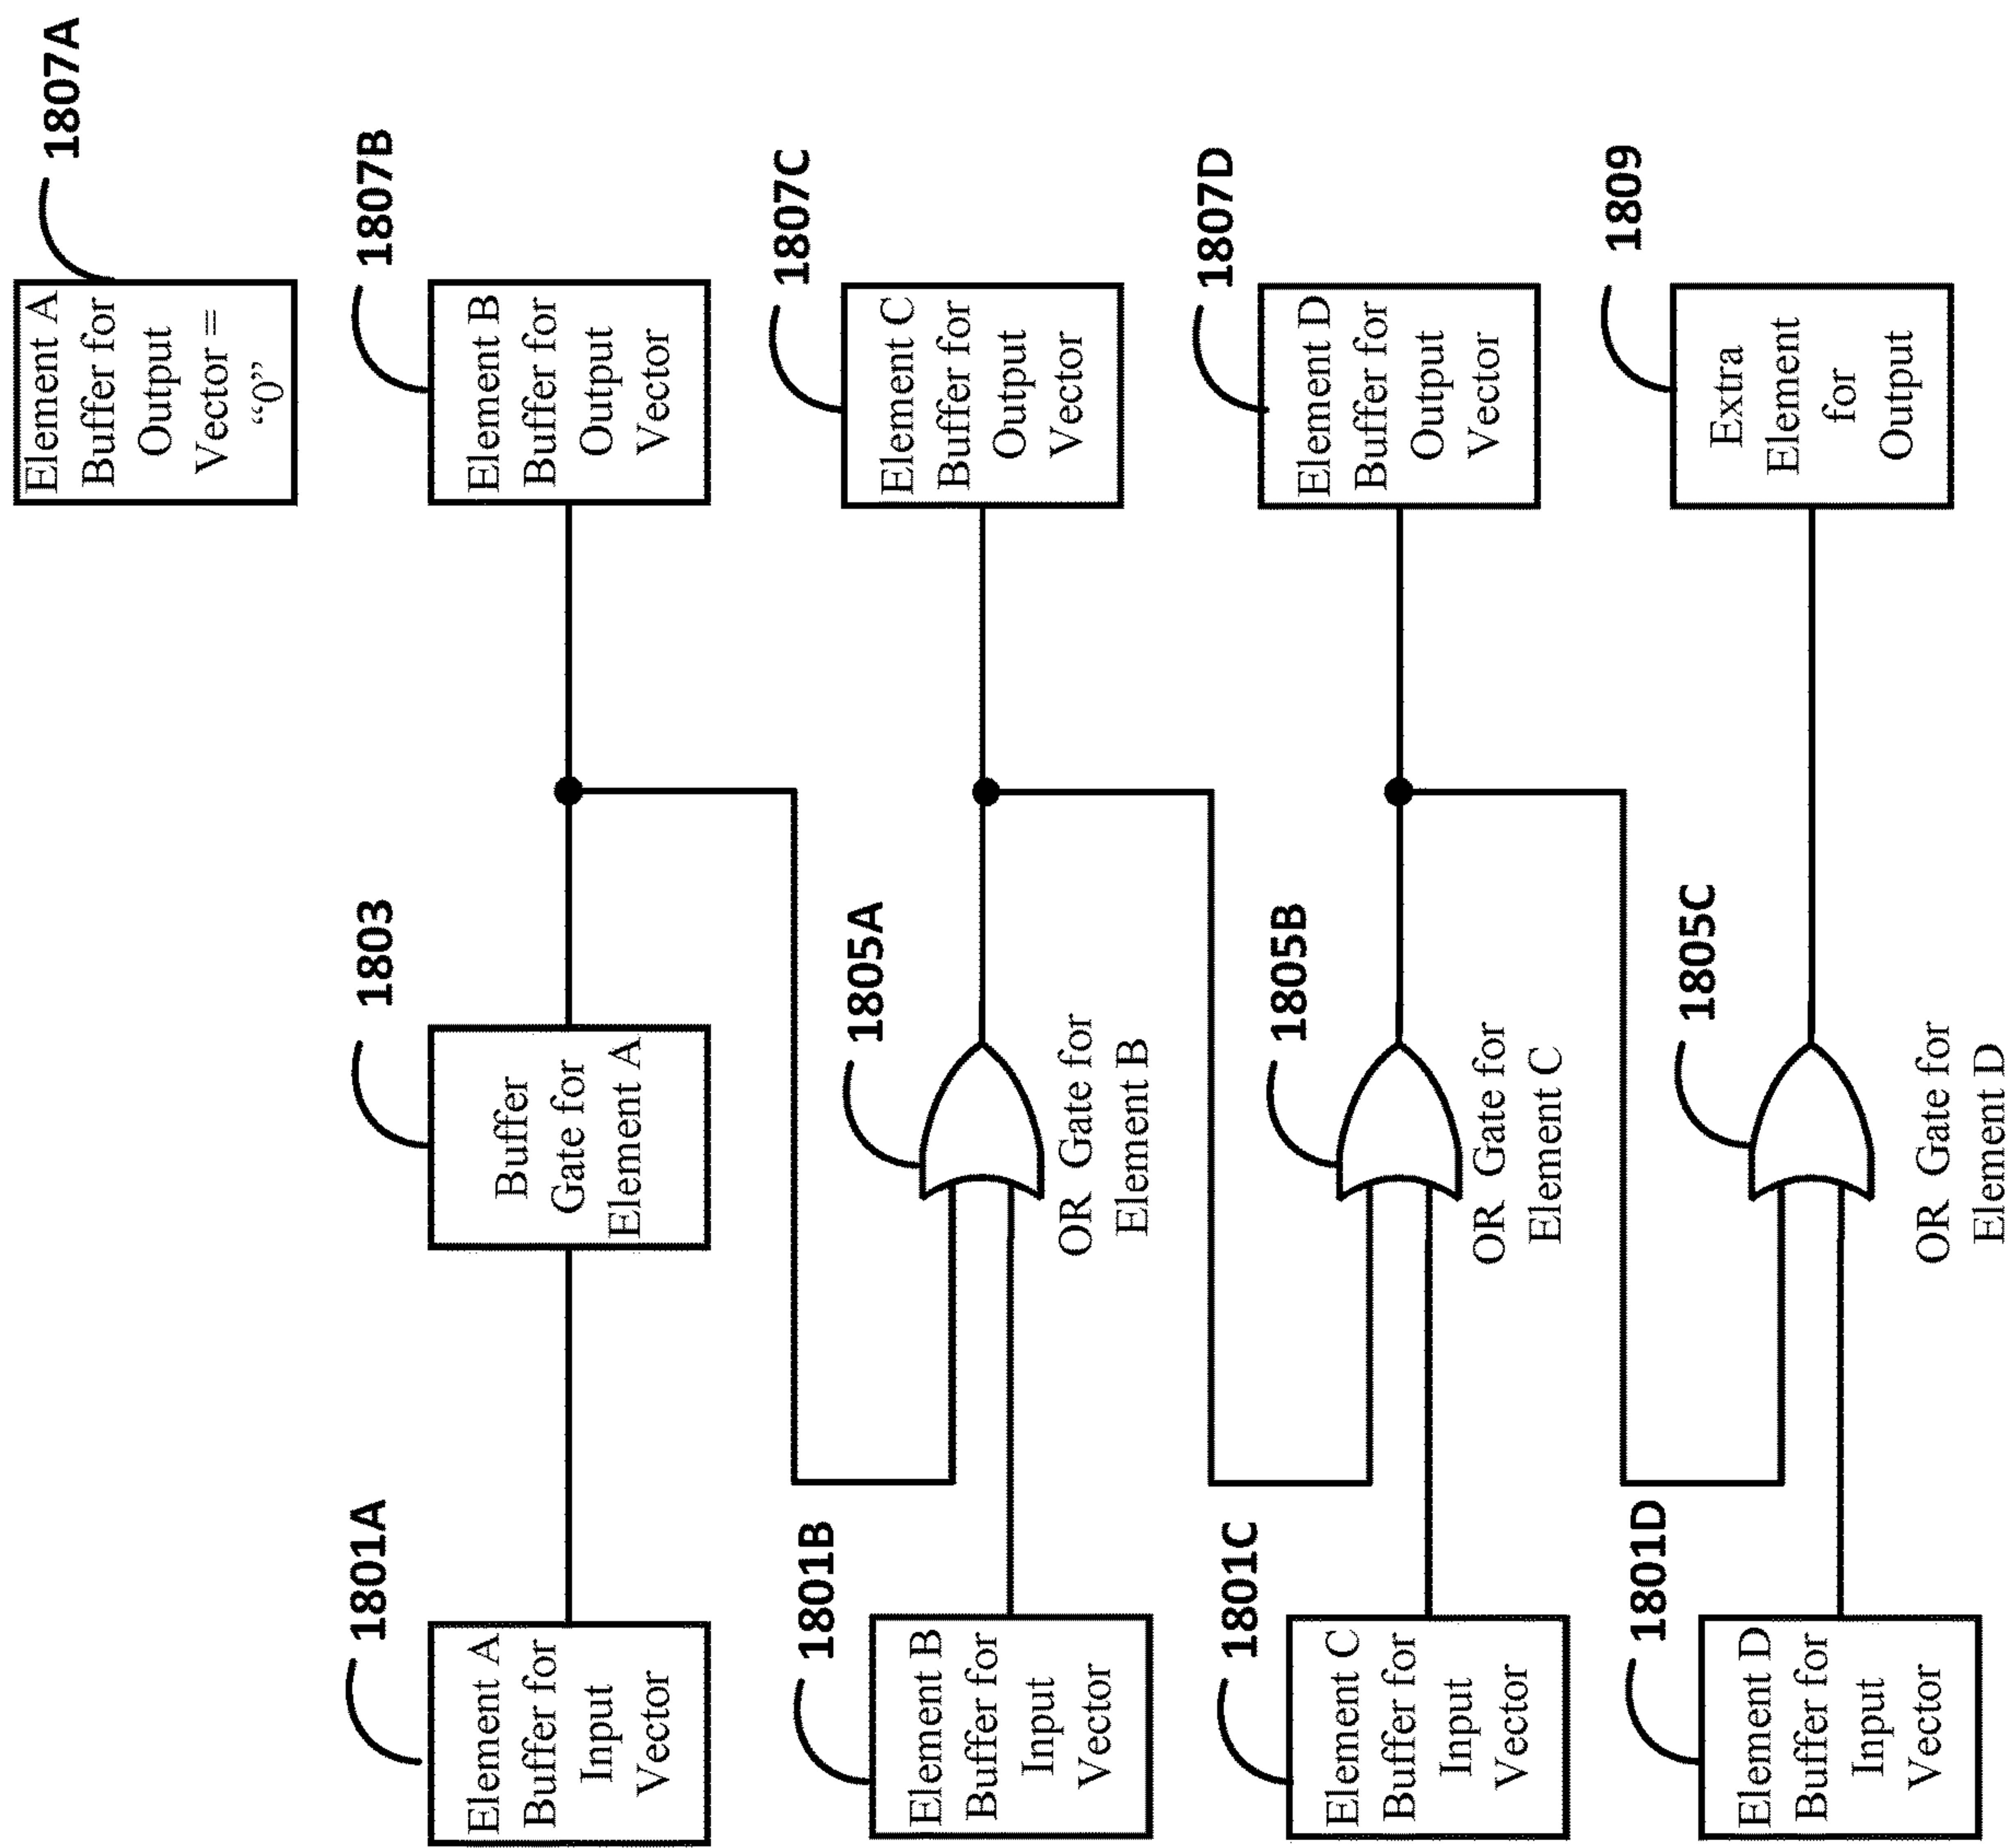 1807A
Element A
Buffer for
Output
Vector =
“0”
1801A
1803
1807B
Element A
Buffer for
Input
Vector
Buffer
Gate for
Element A
Element B
Buffer for
Output
Vector
1801B
1805A
1807C
Element B
Buffer for
Input
Vector
OR Gate for
Element B
Element C
Buffer for
Output
Vector
1801C
1805B
1807D
Element C
Buffer for
Input
Vector
OR Gate for
Element C
Element D
Buffer for
Output
Vector
1801D
1805C
1809
Element D
Buffer for
Input
Vector
OR Gate for
Element D
Extra
Element
for
Output